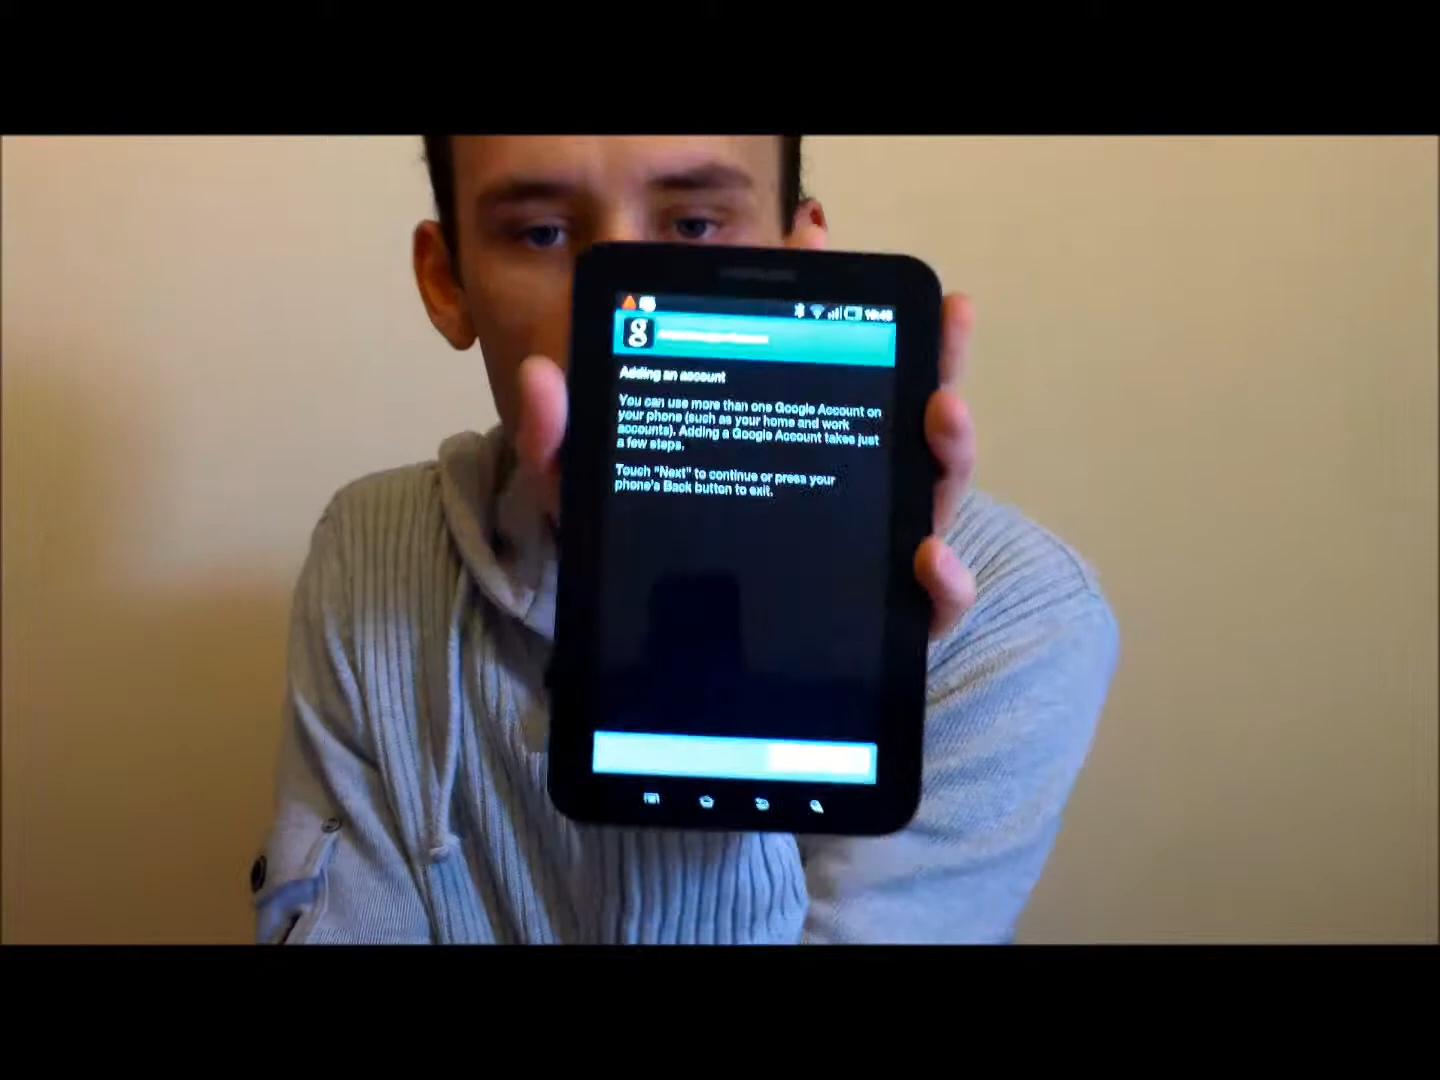 g
Adding an account
You can use more than one Google Account on
your phone (such as your home and work
accounts). Adding a Google Account takes just
a few steps.
Touch "Next" to continue or press your
phone's Back button to exit.